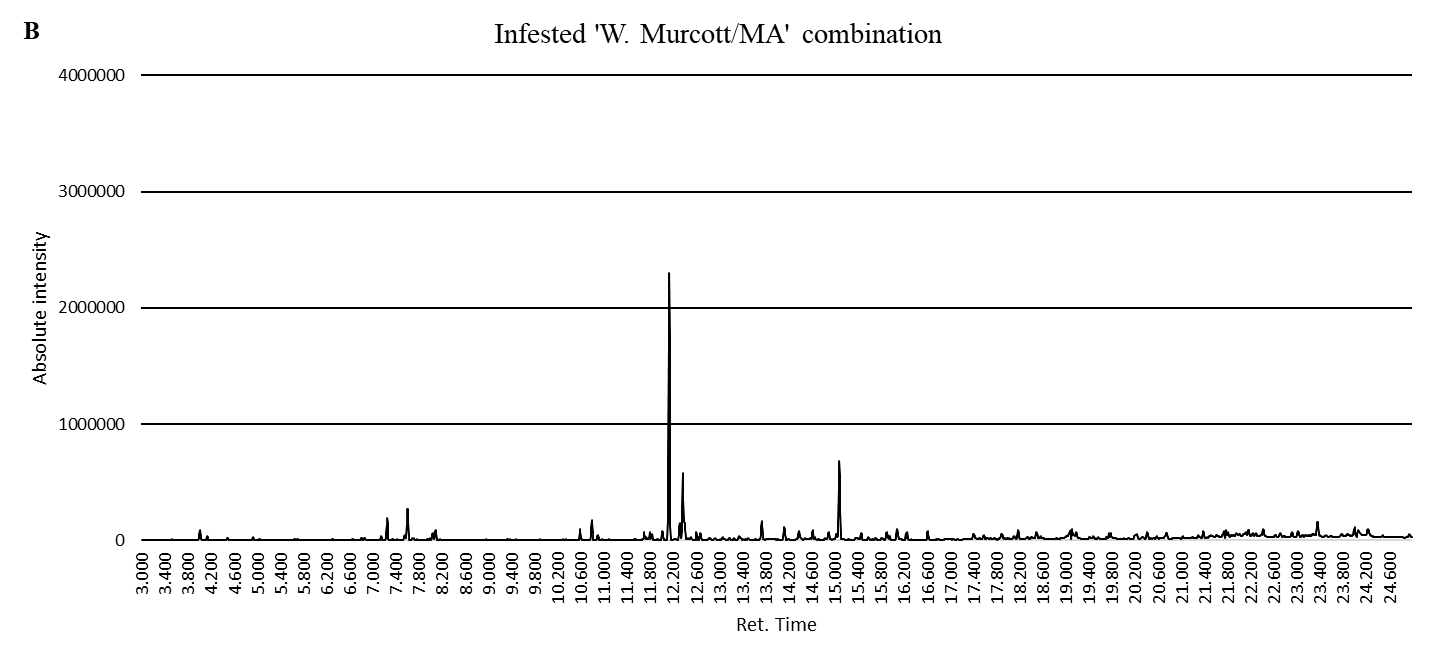 B
Infested 'W. Murcott/MA' combination
4000000
3000000
2000000
1000000
0
Absolute intensity
3.000 3.400 3.800 4.200 4.600 5.000 5.400 5.800 6.200 6.600 7.000 7.400 7.800 8.200 8.600 9.000 9.400 9.800 10.200 10.600 11.000 11.400 11.800 12.200 12.600 13.000 13.400 13.800 14.200 14.600 15.000 15.400 15.800 16.200 16.600 17.000 17.400 17.800 18.200 18.600 19.000 19.400 19.800 20.200 20.600 21.000 21.400 21.800 22.200 22.600 23.000 23.400 23.800 24.200 24.600
Ret. Time